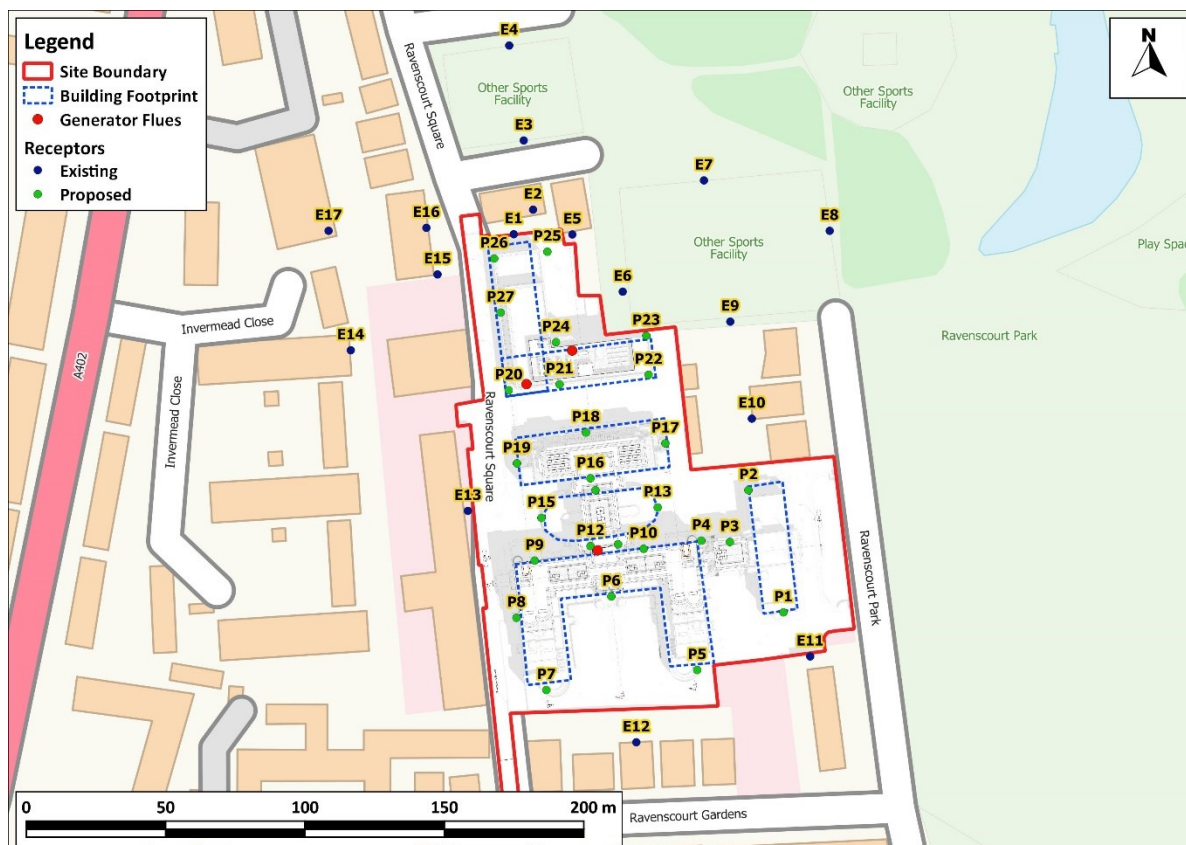 Legend
Site Boundary
Building Footprint
Generator Flues
Receptors
Existing
Proposed
N
E4
Ravenscourt Square
Other Sports
Facility
Other Sports
Facility
E3
E7
E2
E17
E16
E1
E5
E8
P26
P25
Other Sports
Facility
Play Spac
E15
E6
P27
E9
Invermead Close
P24
P23
E14
Ravenscourt Park
A402
P20
P21
P22
Ravenscourt Square
P18
E10
P17
P19
Invermead Close
P16
P2
E13
P15
P13
P12
P10
P4
P3
P9
Ravenscourt Park
P6
P8
P1
P7
P5
E11
E12
0
50
100
150
200 m
Ravenscourt Gardens